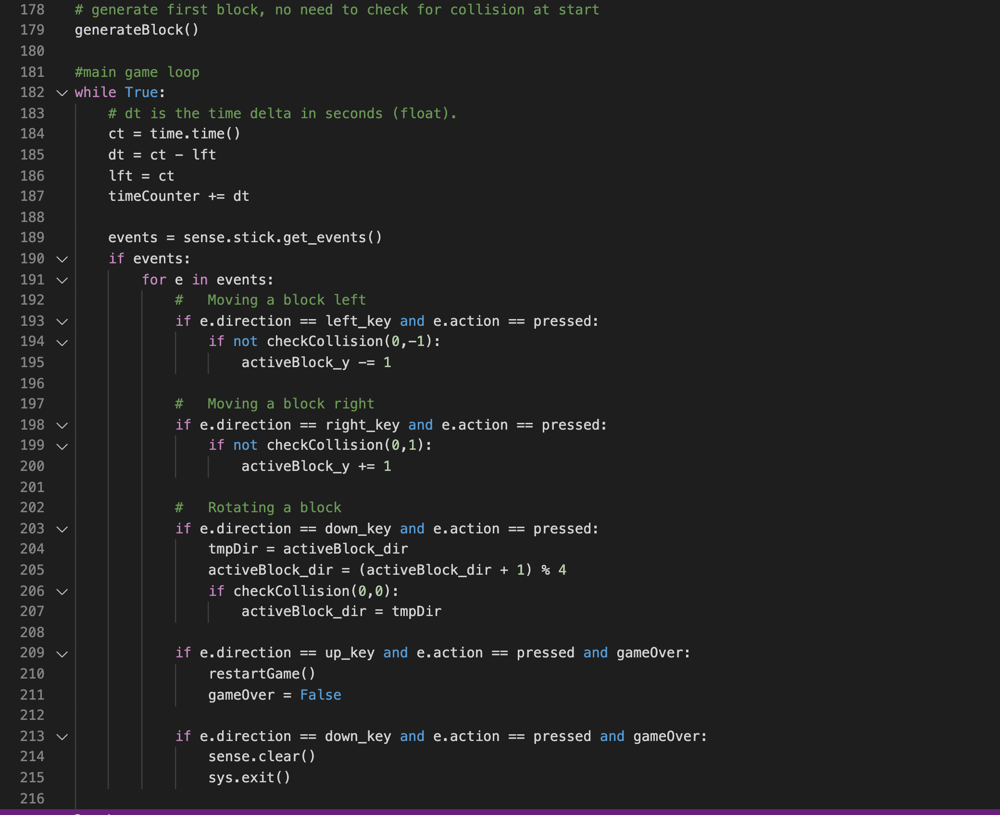 178 # generate first block, no need to check for collision at start
179 generateBlock()
180
181 #main game loop
182 while True:
183     # dt is the time delta in seconds (float).
184     ct = time.time()
185     dt = ct - lft
186     lft = ct
187     timeCounter += dt
188
189     events = sense.stick.get_events()
190     if events:
191         for e in events:
192             #   Moving a block left
193             if e.direction == left_key and e.action == pressed:
194                 if not checkCollision(0,-1):
195                     activeBlock_y -= 1
196
197             #   Moving a block right
198             if e.direction == right_key and e.action == pressed:
199                 if not checkCollision(0,1):
200                     activeBlock_y += 1
201
202             #   Rotating a block
203             if e.direction == down_key and e.action == pressed:
204                 tmpDir = activeBlock_dir
205                 activeBlock_dir = (activeBlock_dir + 1) % 4
206                 if checkCollision(0,0):
207                     activeBlock_dir = tmpDir
208
209             if e.direction == up_key and e.action == pressed and gameOver:
210                 restartGame()
211                 gameOver = False
212
213             if e.direction == down_key and e.action == pressed and gameOver:
214                 sense.clear()
215                 sys.exit()
216